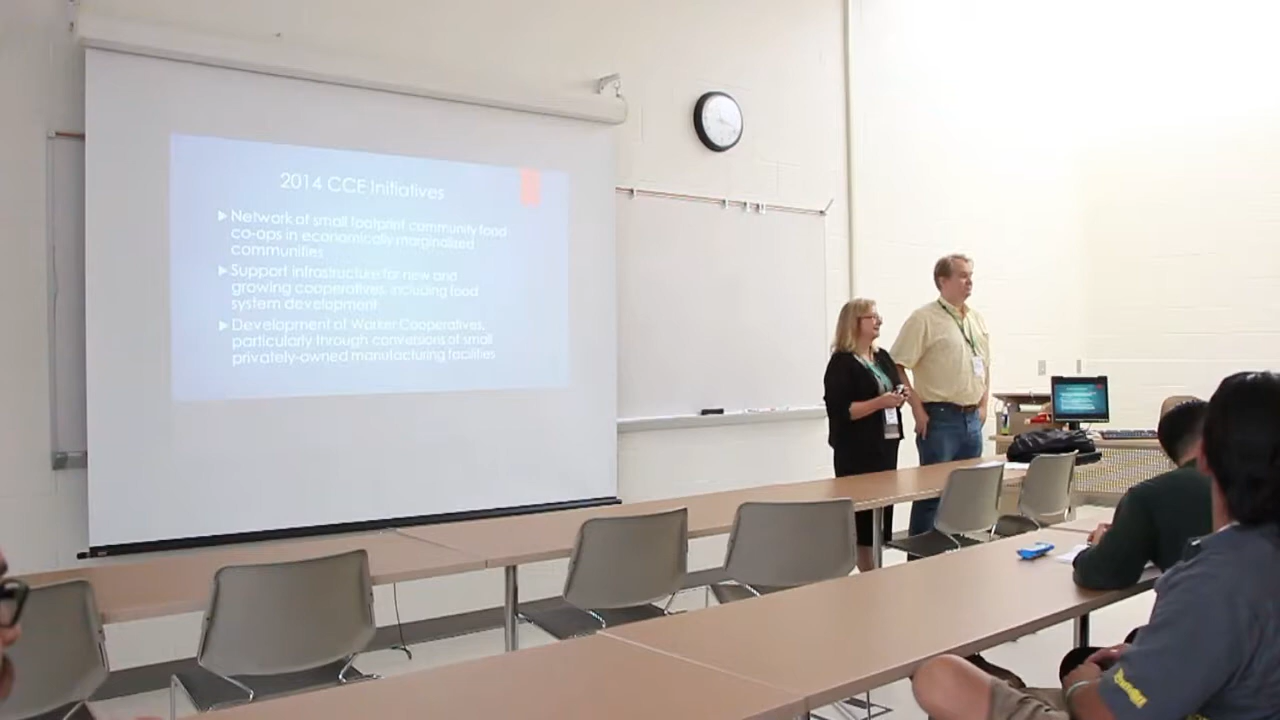 2014 CCE Initiatives
Network of small footprint community food
co-ops in economically marginalized
communities
Support infrastructure for new and
growing cooperatives, including food
system development
Development of Worker Cooperatives,
particularly through conversions of small
privately-owned manufacturing facilities